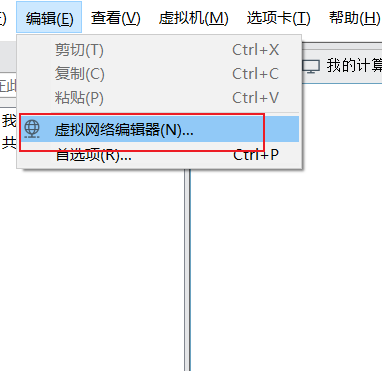 编辑(E) 查看(V) 虚拟机(M) 选项卡(T) 帮助(H)
剪切(T) Ctrl+X
我的计算
复制(C) Ctrl+C
粘贴(P) Ctrl+V
我
虚拟网络编辑器(N)...
共
首选项(R)... Ctrl+P